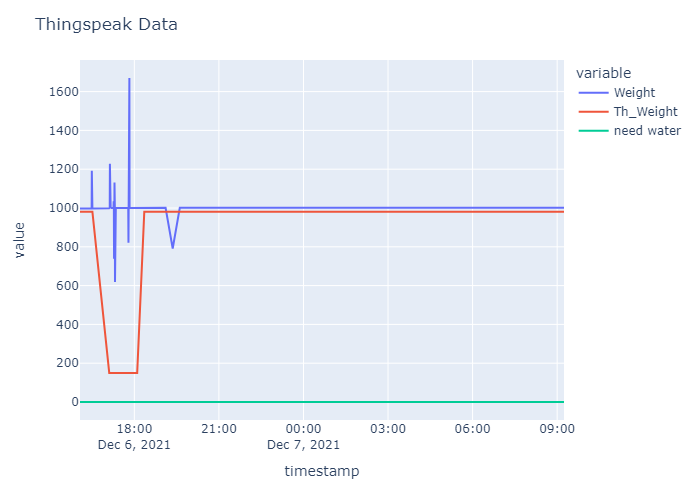 Thingspeak Data
variable
Weight
Th_Weight
need water
value
1600
1400
1200
1000
800
600
400
200
0
18:00 21:00 00:00 03:00 06:00 09:00
Dec 6, 2021 Dec 7, 2021
timestamp